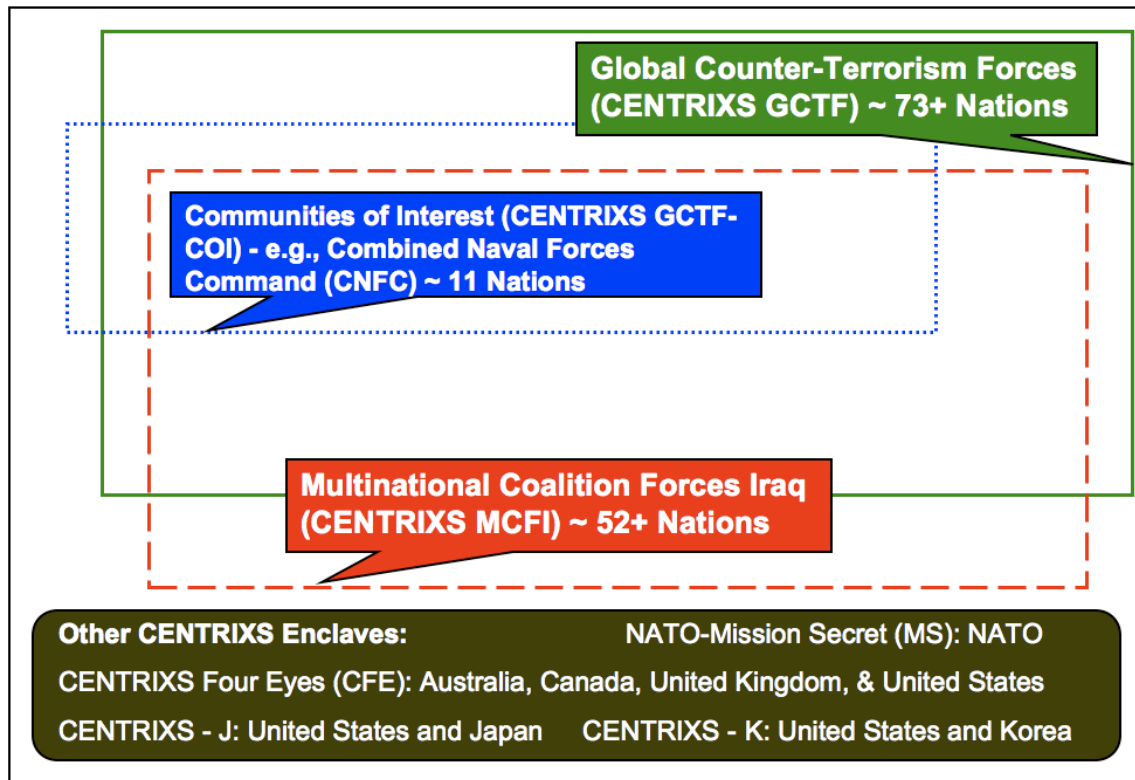 Global Counter-Terrorism Forces
(CENTRIXS GCTF) ~ 73+ Nations
Communities of Interest (CENTRIXS GCTF-
COI) - e.g., Combined Naval Forces
Command (CNFC) ~ 11 Nations
Multinational Coalition Forces Iraq
(CENTRIXS MCFI) ~ 52+ Nations
Other CENTRIXS Enclaves: NATO-Mission Secret (MS): NATO
CENTRIXS Four Eyes (CFE): Australia, Canada, United Kingdom, & United States
CENTRIXS - J: United States and Japan CENTRIXS - K: United States and Korea